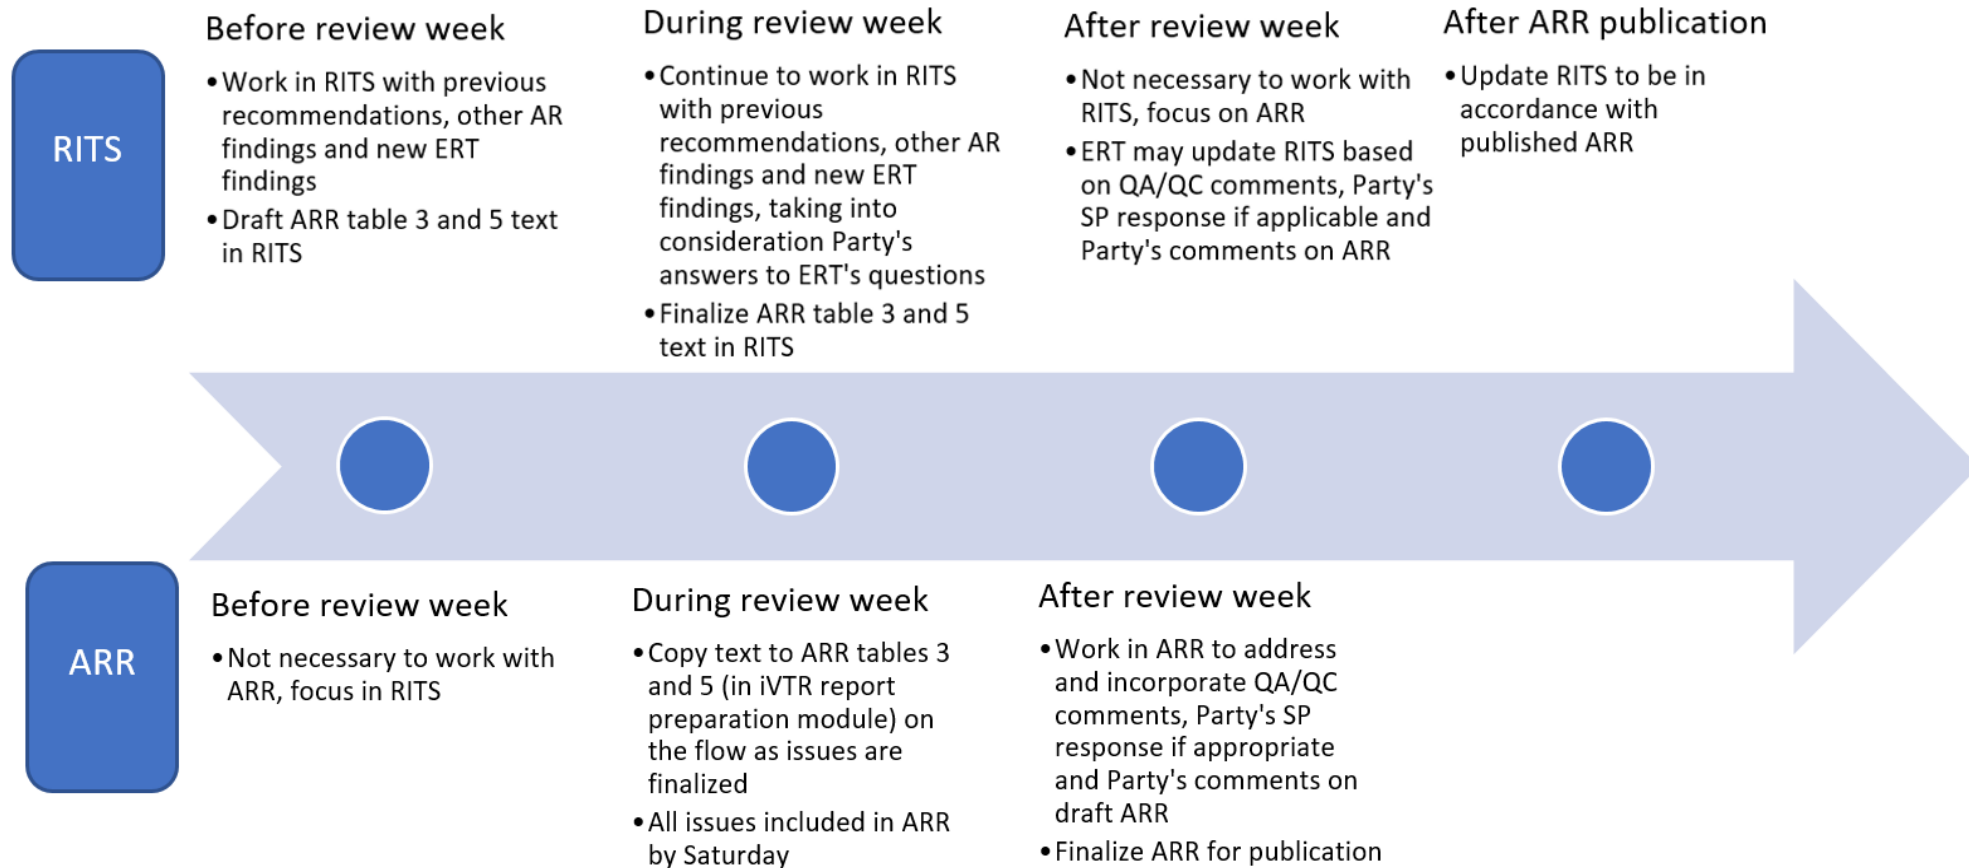 RITS
Before review week
•Work in RITS with previous
recommendations, other AR
findings and new ERT
findings
•Draft ARR table 3 and 5 text
in RITS
During review week
•Continue to work in RITS
with previous
recommendations, other AR
findings and new ERT
findings, taking into
consideration Party's
answers to ERT's questions
•Finalize ARR table 3 and 5
text in RITS
After review week
•Not necessary to work with
RITS, focus on ARR
•ERT may update RITS based
on QA/QC comments, Party's
SP response if applicable and
Party's comments on ARR
After ARR publication
•Update RITS to be in
accordance with
published ARR
ARR
Before review week
•Not necessary to work with
ARR, focus in RITS
During review week
•Copy text to ARR tables 3
and 5 (in iVTR report
preparation module) on
the flow as issues are
finalized
•All issues included in ARR
by Saturday
After review week
•Work in ARR to address
and incorporate QA/QC
comments, Party's SP
response if appropriate
and Party's comments on
draft ARR
•Finalize ARR for publication